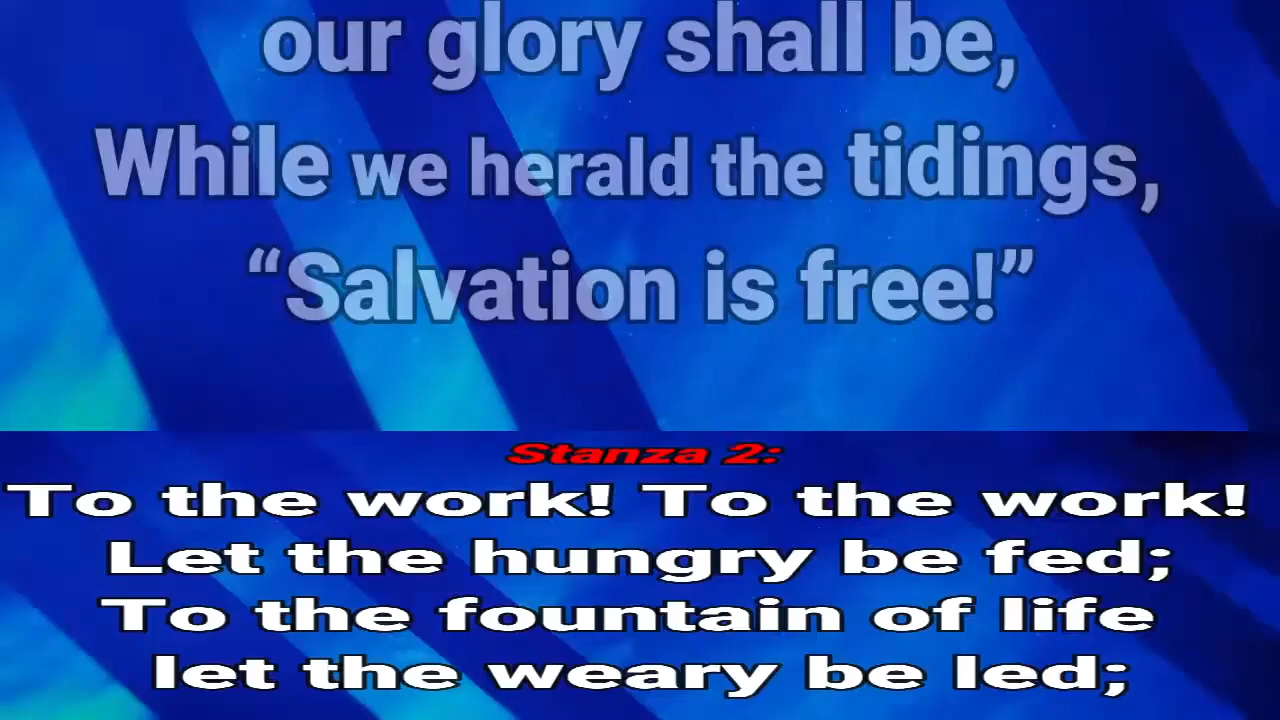 our glory shall be,
While we herald the tidings,
“Salvation is free!”
Stanza 2:
To the work! To the work!
Let the hungry be fed;
To the fountain of life
let the weary be led;